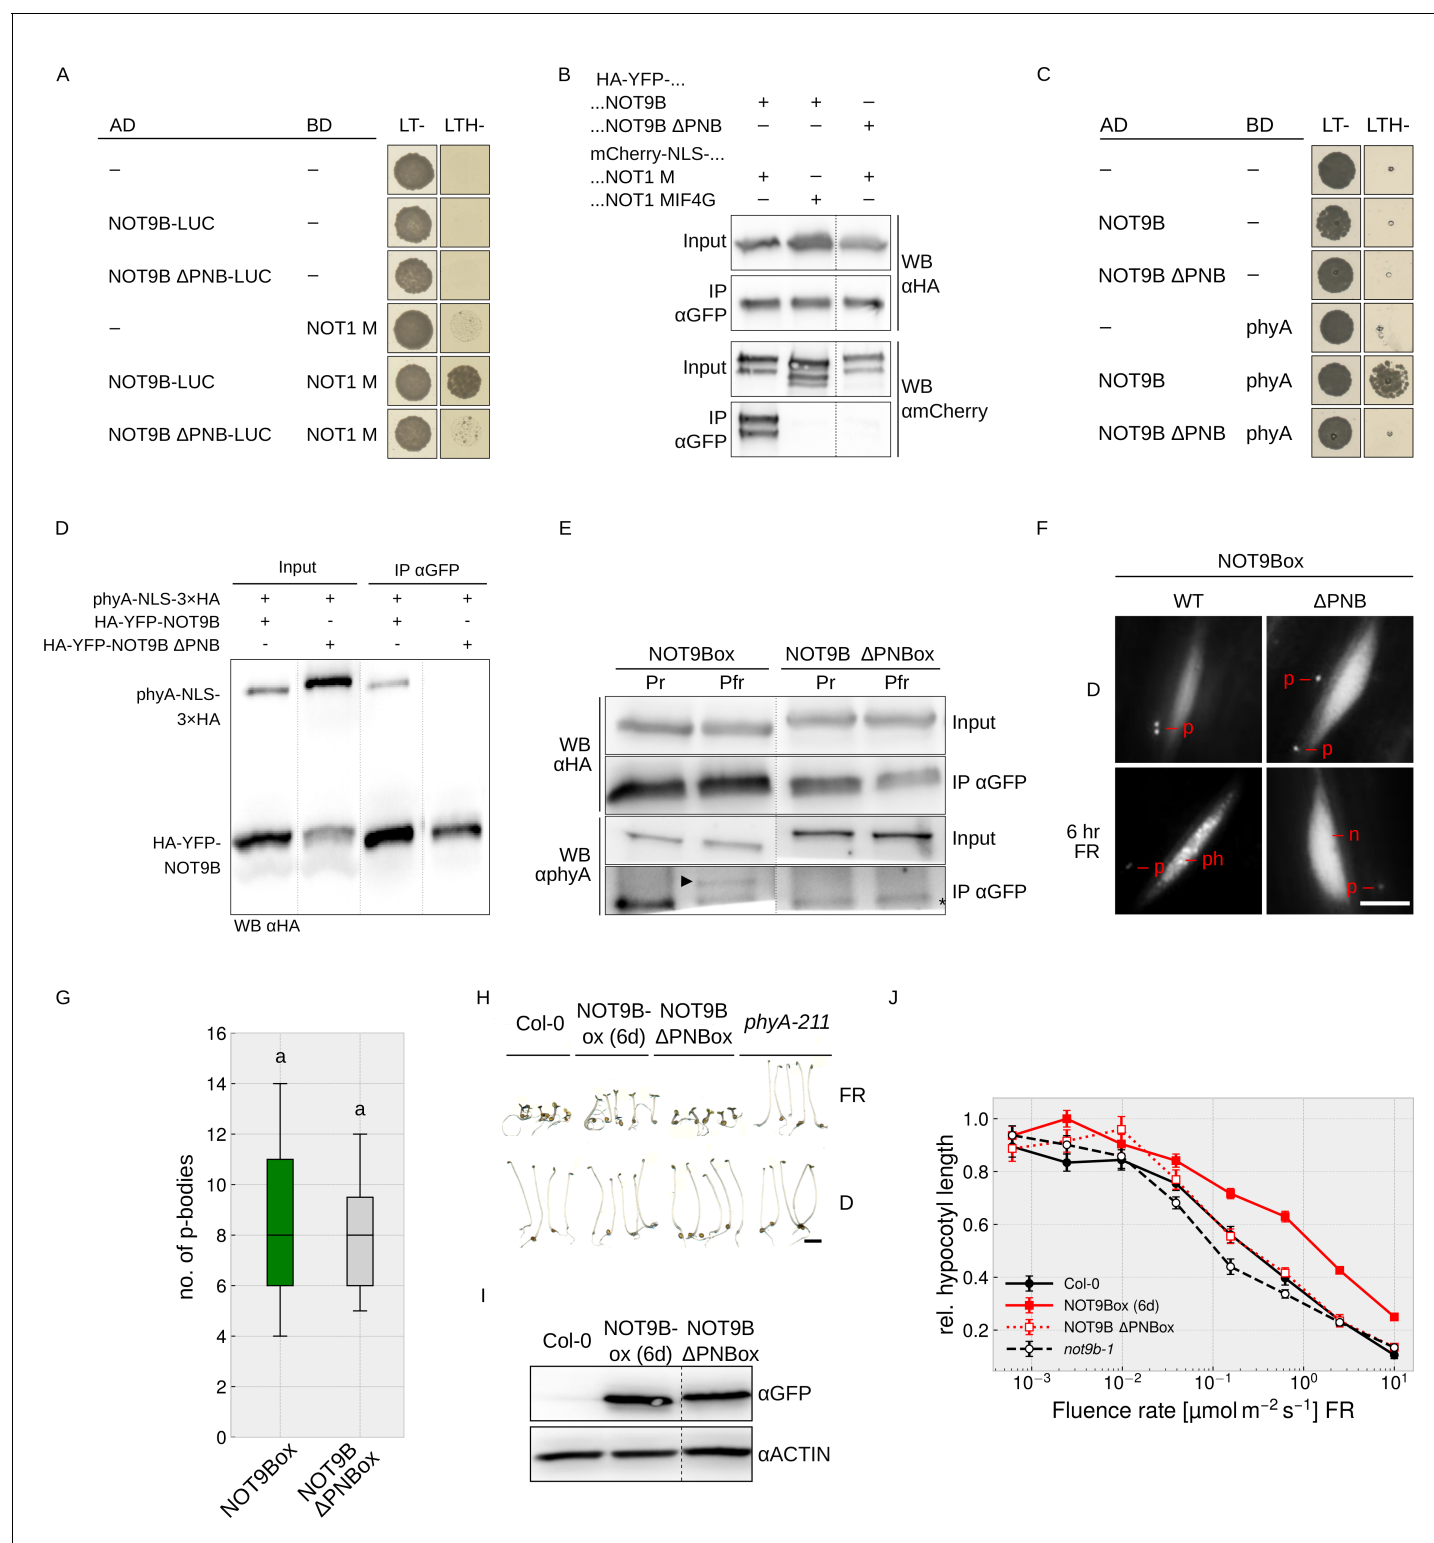 A
AD BD LT- LTH-
– –
NOT9B-LUC –
NOT9B ΔPNB-LUC –
– NOT1 M
NOT9B-LUC NOT1 M
NOT9B ΔPNB-LUC NOT1 M
B
HA-YFP-...
...NOT9B + + –
...NOT9B ΔPNB – – +
mCherry-NLS-...
...NOT1 M + – +
...NOT1 MIF4G – + –
Input
IP
αGFP
WB
αHA
Input
IP
αGFP
WB
αmCherry
C
AD BD LT- LTH-
– –
NOT9B –
NOT9B ΔPNB –
– phyA
NOT9B phyA
NOT9B ΔPNB phyA
D
Input IP αGFP
phyA-NLS-3×HA + + + +
HA-YFP-NOT9B + - + -
HA-YFP-NOT9B ΔPNB - + - +
phyA-NLS-
3×HA
HA-YFP-
NOT9B
WB αHA
E
NOT9Box NOT9B ΔPNBox
Pr Pfr Pr Pfr
WB
αHA
Input
IP αGFP
WB
αphyA
Input
IP αGFP
*
F
NOT9Box
WT ΔPNB
D
– p
p –
– p
6 hr
FR
– p
– ph
– n
p –
G
16
14
12
10
8
6
4
2
0
no. of p-bodies
a
a
NOT9Box
NOT9B
ΔPNBox
H
Col-0
NOT9B-
ox (6d)
NOT9B
ΔPNBox
phyA-211
FR
D
I
Col-0
NOT9B-
ox (6d)
NOT9B
ΔPNBox
αGFP
αACTIN
J
1.0
0.8
0.6
0.4
0.2
rel. hypocotyl length
Col-0
NOT9Box (6d)
NOT9B ΔPNBox
not9b-1
10⁻³ 10⁻² 10⁻¹ 10⁰ 10¹
Fluence rate [μmol m⁻² s⁻¹] FR